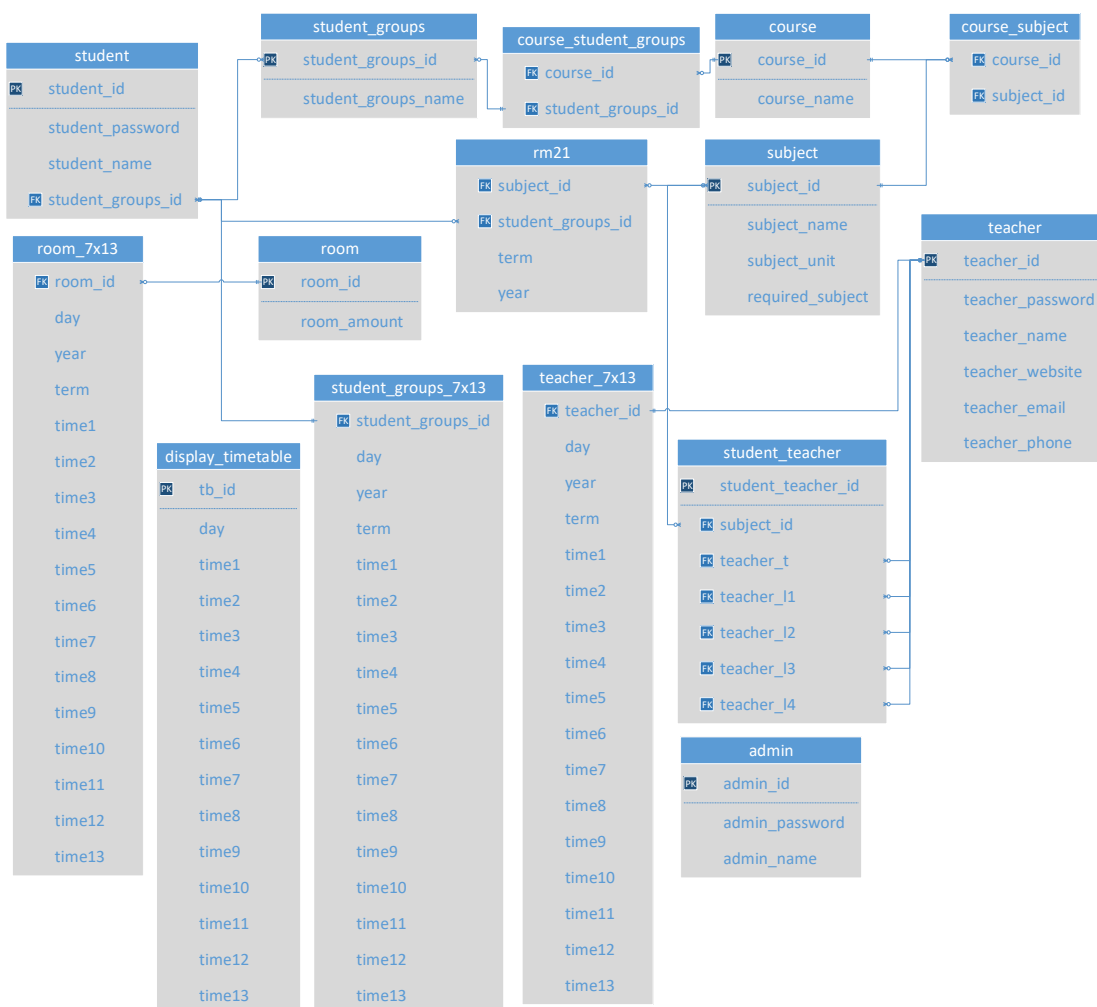 student
PK student_id
student_password
student_name
FK student_groups_id
student_groups
PK student_groups_id
student_groups_name
course_student_groups
FK course_id
FK student_groups_id
course
PK course_id
course_name
course_subject
FK course_id
FK subject_id
rm21
FK subject_id
FK student_groups_id
term
year
subject
PK subject_id
subject_name
subject_unit
required_subject
teacher
PK teacher_id
teacher_password
teacher_name
teacher_website
teacher_email
teacher_phone
room_7x13
FK room_id
day
year
term
time1
time2
time3
time4
time5
time6
time7
time8
time9
time10
time11
time12
time13
room
PK room_id
room_amount
display_timetable
PK tb_id
day
time1
time2
time3
time4
time5
time6
time7
time8
time9
time10
time11
time12
time13
student_groups_7x13
FK student_groups_id
day
year
term
time1
time2
time3
time4
time5
time6
time7
time8
time9
time10
time11
time12
time13
teacher_7x13
FK teacher_id
day
year
term
time1
time2
time3
time4
time5
time6
time7
time8
time9
time10
time11
time12
time13
student_teacher
PK student_teacher_id
FK subject_id
FK teacher_t
FK teacher_l1
FK teacher_l2
FK teacher_l3
FK teacher_l4
admin
PK admin_id
admin_password
admin_name